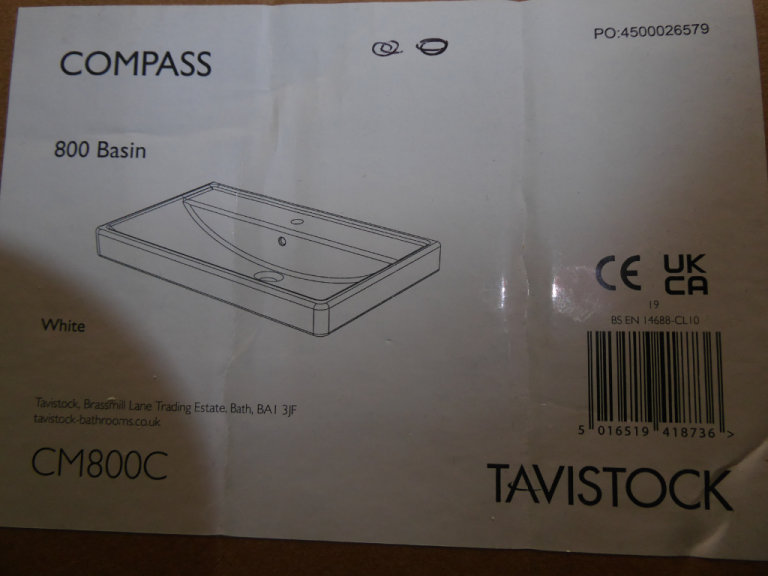 PO:4500026579
COMPASS
800 Basin
CE UK CA
19
BS EN 14688-CL10
White
5 016519 418736 >
Tavistock, Brassmill Lane Trading Estate, Bath, BA1 3JF
tavistock-bathrooms.co.uk
CM800C
TAVISTOCK